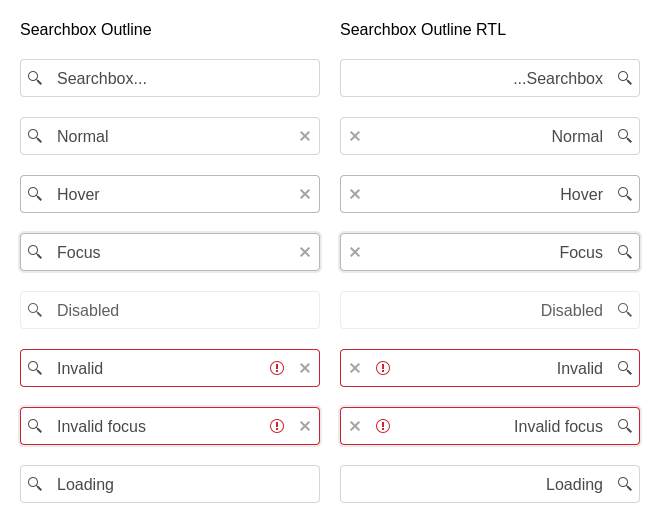 Searchbox Outline
Searchbox...
Normal
Hover
Focus
Disabled
Invalid
Invalid focus
Loading
Searchbox Outline RTL
...Searchbox
Normal
Hover
Focus
Disabled
Invalid
Invalid focus
Loading